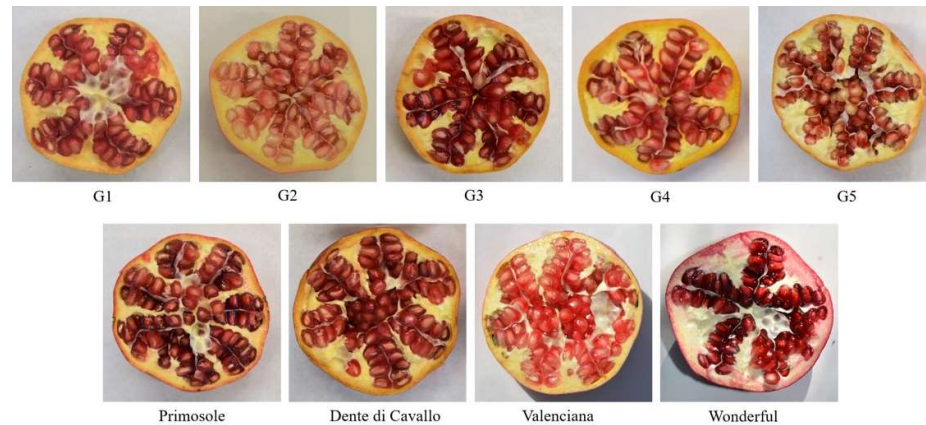 G1
G2
G3
G4
G5
Primosole
Dente di Cavallo
Valenciana
Wonderful